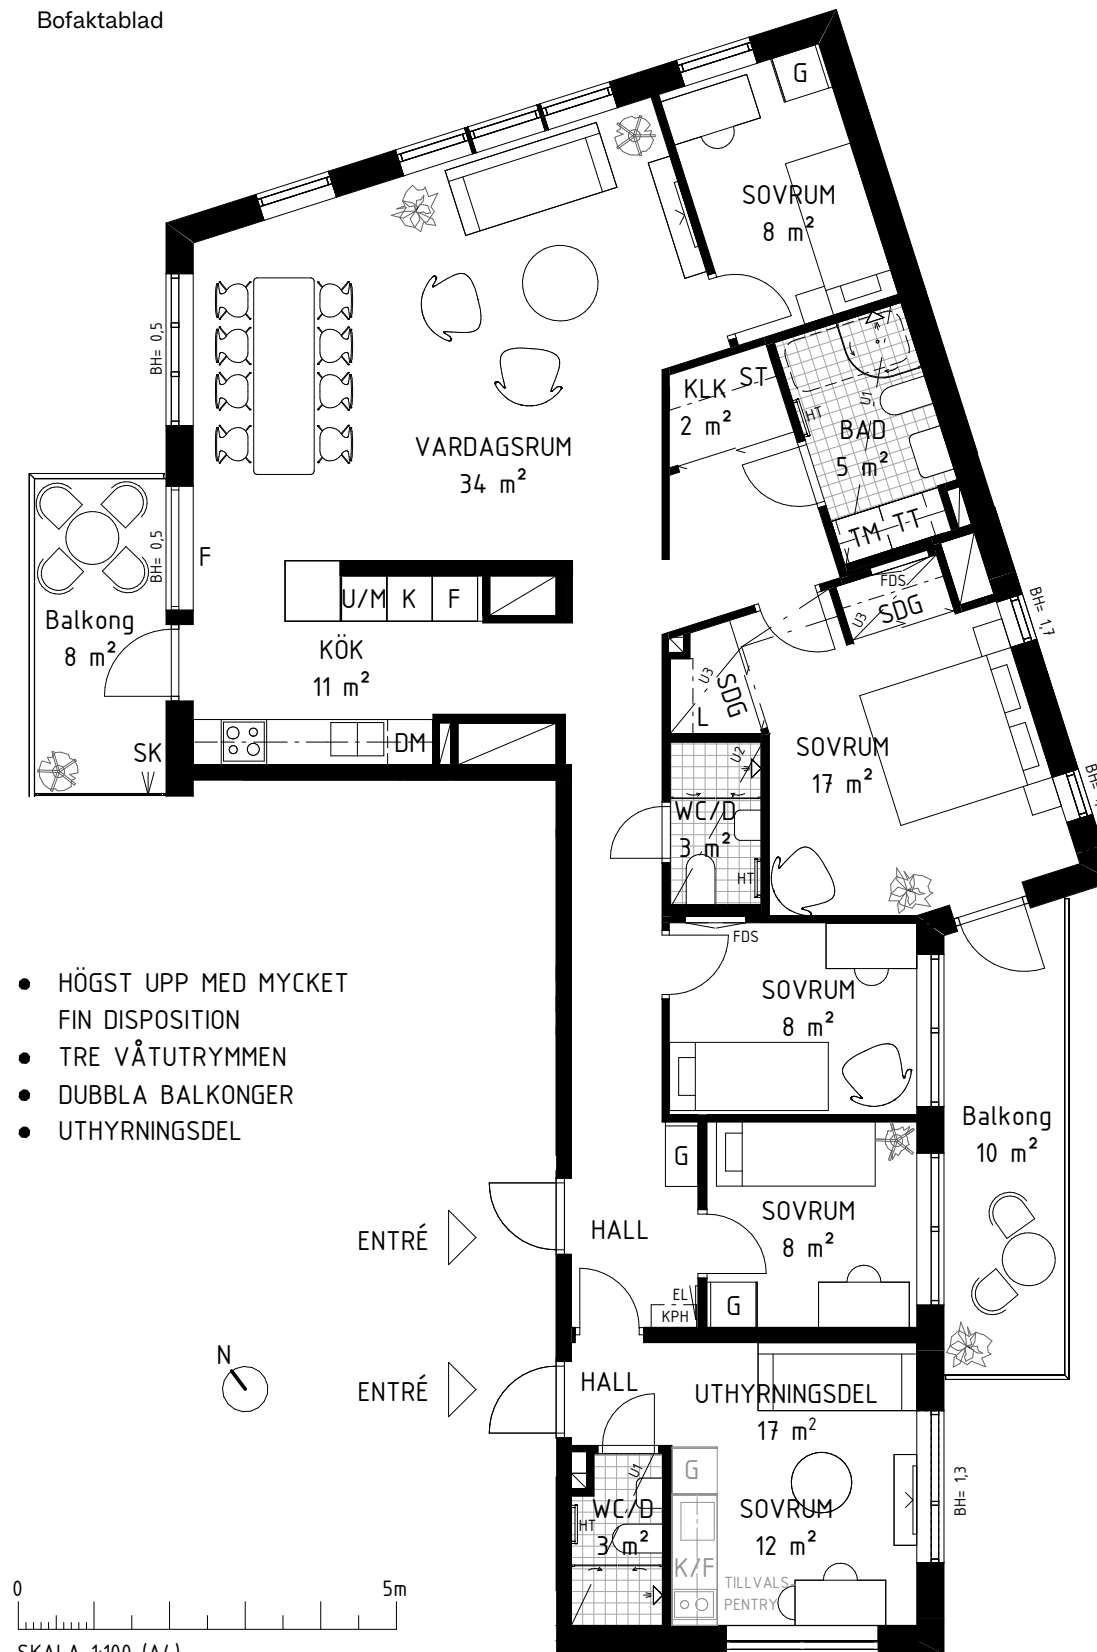 Bofaktablad
G
SOVRUM
8 m²
BH= 0,5
KLK
ST
2 m²
HT
U1
BAD
5 m²
VARDAGSRUM
34 m²
TM
TT
BH= 0,5
F
U/M
K
F
FDS
SDG
U3
BH= 1,7
Balkong
8 m²
KÖK
11 m²
U3
SDG
L
SK
DM
SOVRUM
17 m²
U2
WC/D
3 m²
HT
FDS
SOVRUM
8 m²
● HÖGST UPP MED MYCKET
FIN DISPOSITION
● TRE VÅTUTRYMMEN
● DUBBLA BALKONGER
● UTHYRNINGSDEL
Balkong
10 m²
G
SOVRUM
8 m²
ENTRÉ
HALL
EL
KPH
G
N
ENTRÉ
HALL
UTHYRNINGSDEL
17 m²
U1
G
WC/D
3 m²
HT
SOVRUM
12 m²
BH= 1,3
K/F
TILLVALS-
PENTRY
0
5m
SKALA 1:100 (A4)